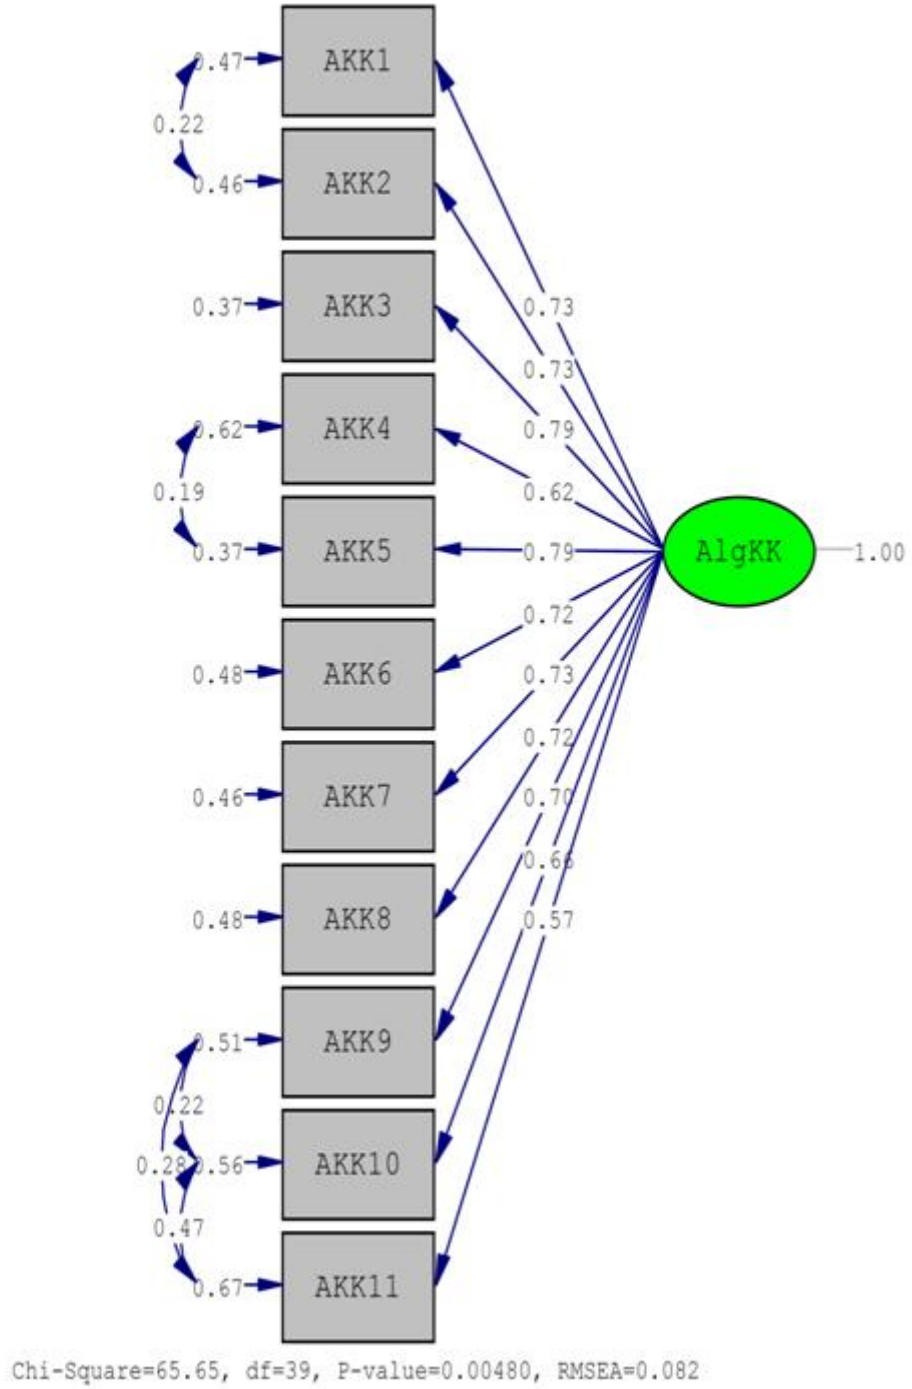 0.47 AKK1
0.22
0.46 AKK2
0.37 AKK3 0.73
0.73
0.62 AKK4 0.79
0.19 0.62
0.37 AKK5 0.79 AlgKK 1.00
0.72
0.48 AKK6 0.73
0.72
0.46 AKK7 0.70
0.66
0.48 AKK8 0.57
0.51 AKK9
0.22
0.28 0.56 AKK10
0.47
0.67 AKK11
Chi-Square=65.65, df=39, P-value=0.00480, RMSEA=0.082